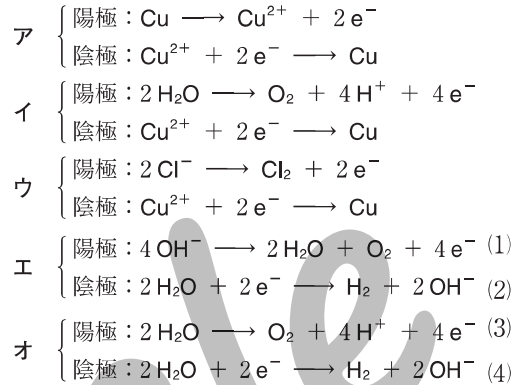 ア 陽極：Cu ⟶ Cu²⁺ + 2e⁻
陰極：Cu²⁺ + 2e⁻ ⟶ Cu
イ 陽極：2H₂O ⟶ O₂ + 4H⁺ + 4e⁻
陰極：Cu²⁺ + 2e⁻ ⟶ Cu
ウ 陽極：2Cl⁻ ⟶ Cl₂ + 2e⁻
陰極：Cu²⁺ + 2e⁻ ⟶ Cu
エ 陽極：4OH⁻ ⟶ 2H₂O + O₂ + 4e⁻ (1)
陰極：2H₂O + 2e⁻ ⟶ H₂ + 2OH⁻ (2)
オ 陽極：2H₂O ⟶ O₂ + 4H⁺ + 4e⁻ (3)
陰極：2H₂O + 2e⁻ ⟶ H₂ + 2OH⁻ (4)